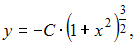 y = −C·(1 + x²)^{3/2},